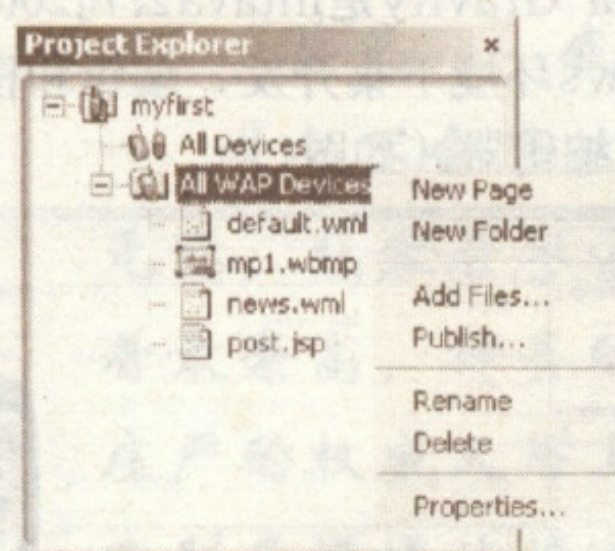 Project Explorer ×
myfirst
All Devices
All WAP Devices
default.wml
mp1.wbmp
news.wml
post.jsp
New Page
New Folder
Add Files...
Publish...
Rename
Delete
Properties...